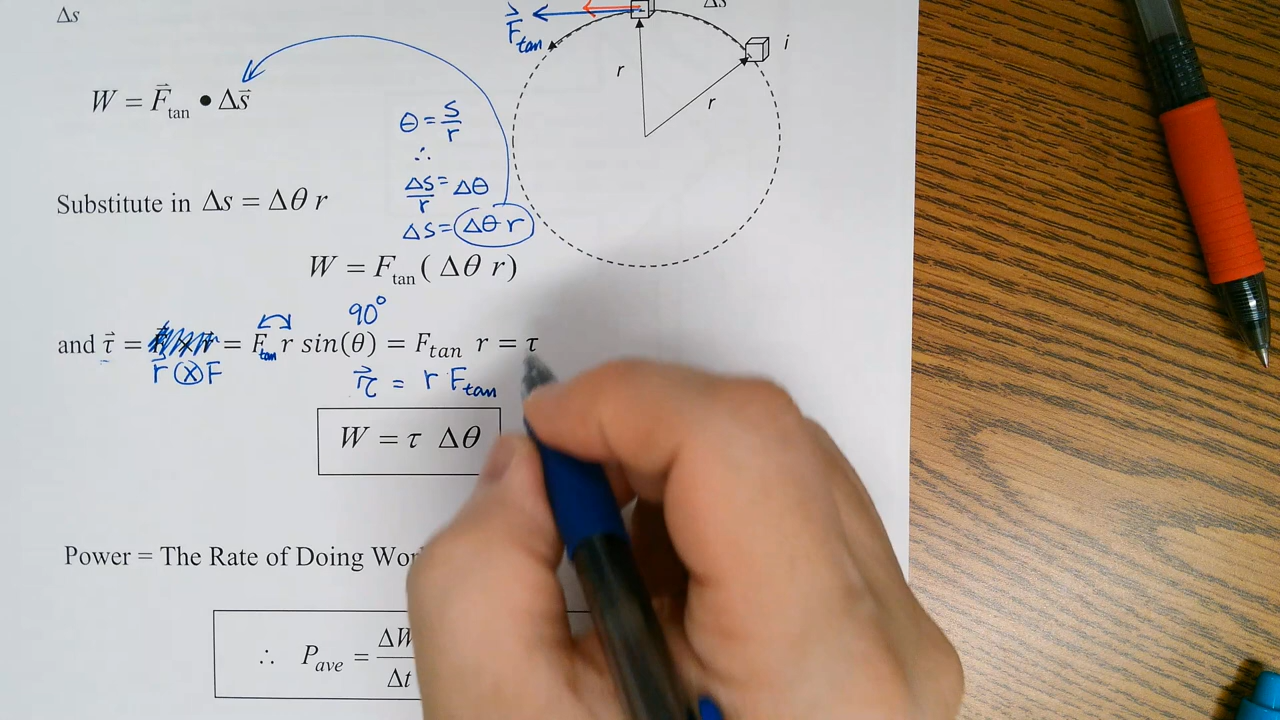 Δs
Δs
F⃗tan
i
r
r
W = F⃗tan • Δs⃗
θ = s/r
∴
Δs/r = Δθ
Substitute in Δs = Δθ r
Δs = Δθ r
W = Ftan ( Δθ r)
90°
and τ⃗ = = Ftan r sin(θ) = Ftan r = τ
r⃗ ⓧ F
τ⃗ = r Ftan
W = τ Δθ
Power = The Rate of Doing
∴ Pave = ΔW/Δt